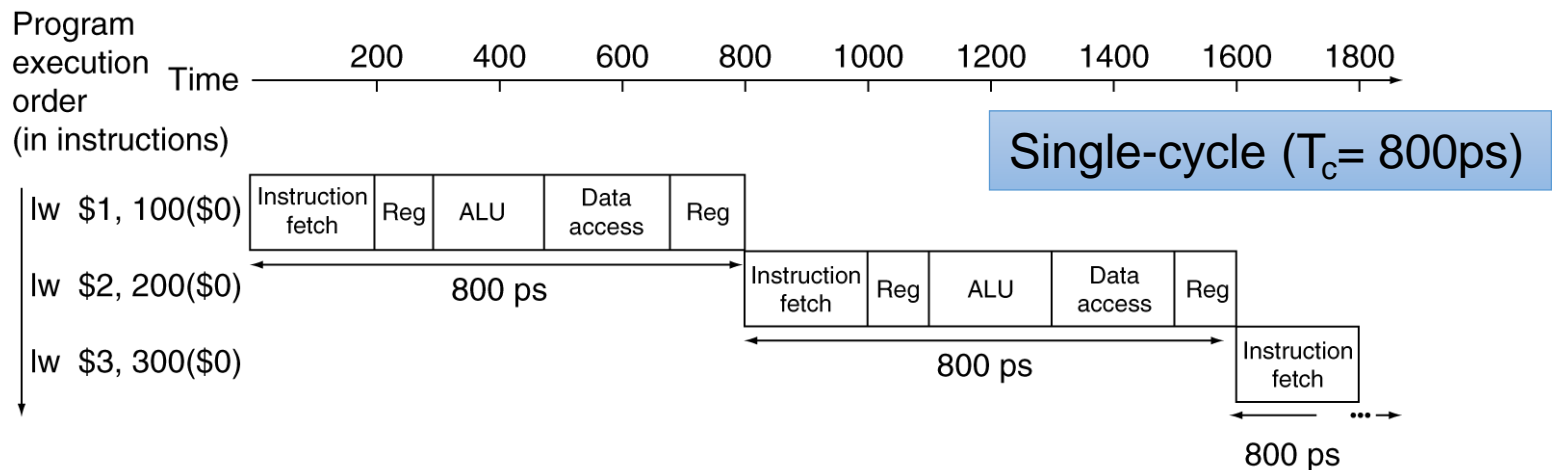 Program
execution
order
(in instructions)
Time
200 400 600 800 1000 1200 1400 1600 1800
Single-cycle (Tc= 800ps)
lw $1, 100($0)
Instruction
fetch
Reg
ALU
Data
access
Reg
800 ps
lw $2, 200($0)
Instruction
fetch
Reg
ALU
Data
access
Reg
800 ps
lw $3, 300($0)
Instruction
fetch
...
800 ps